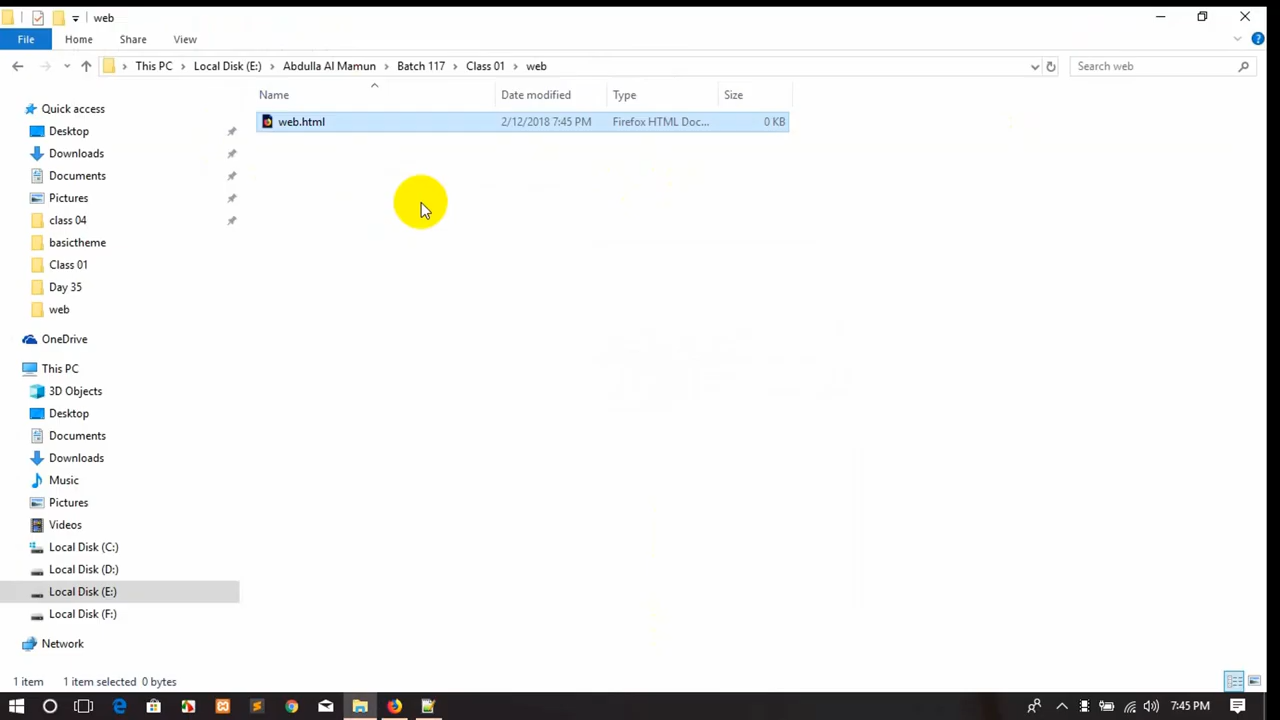 web
File Home Share View
This PC Local Disk (E:) Abdulla Al Mamun Batch 117 Class 01 web
Search web
Name Date modified Type Size
web.html 2/12/2018 7:45 PM Firefox HTML Doc... 0 KB
Quick access
Desktop
Downloads
Documents
Pictures
class 04
basictheme
Class 01
Day 35
web
OneDrive
This PC
3D Objects
Desktop
Documents
Downloads
Music
Pictures
Videos
Local Disk (C:)
Local Disk (D:)
Local Disk (E:)
Local Disk (F:)
Network
1 item 1 item selected 0 bytes
7:45 PM